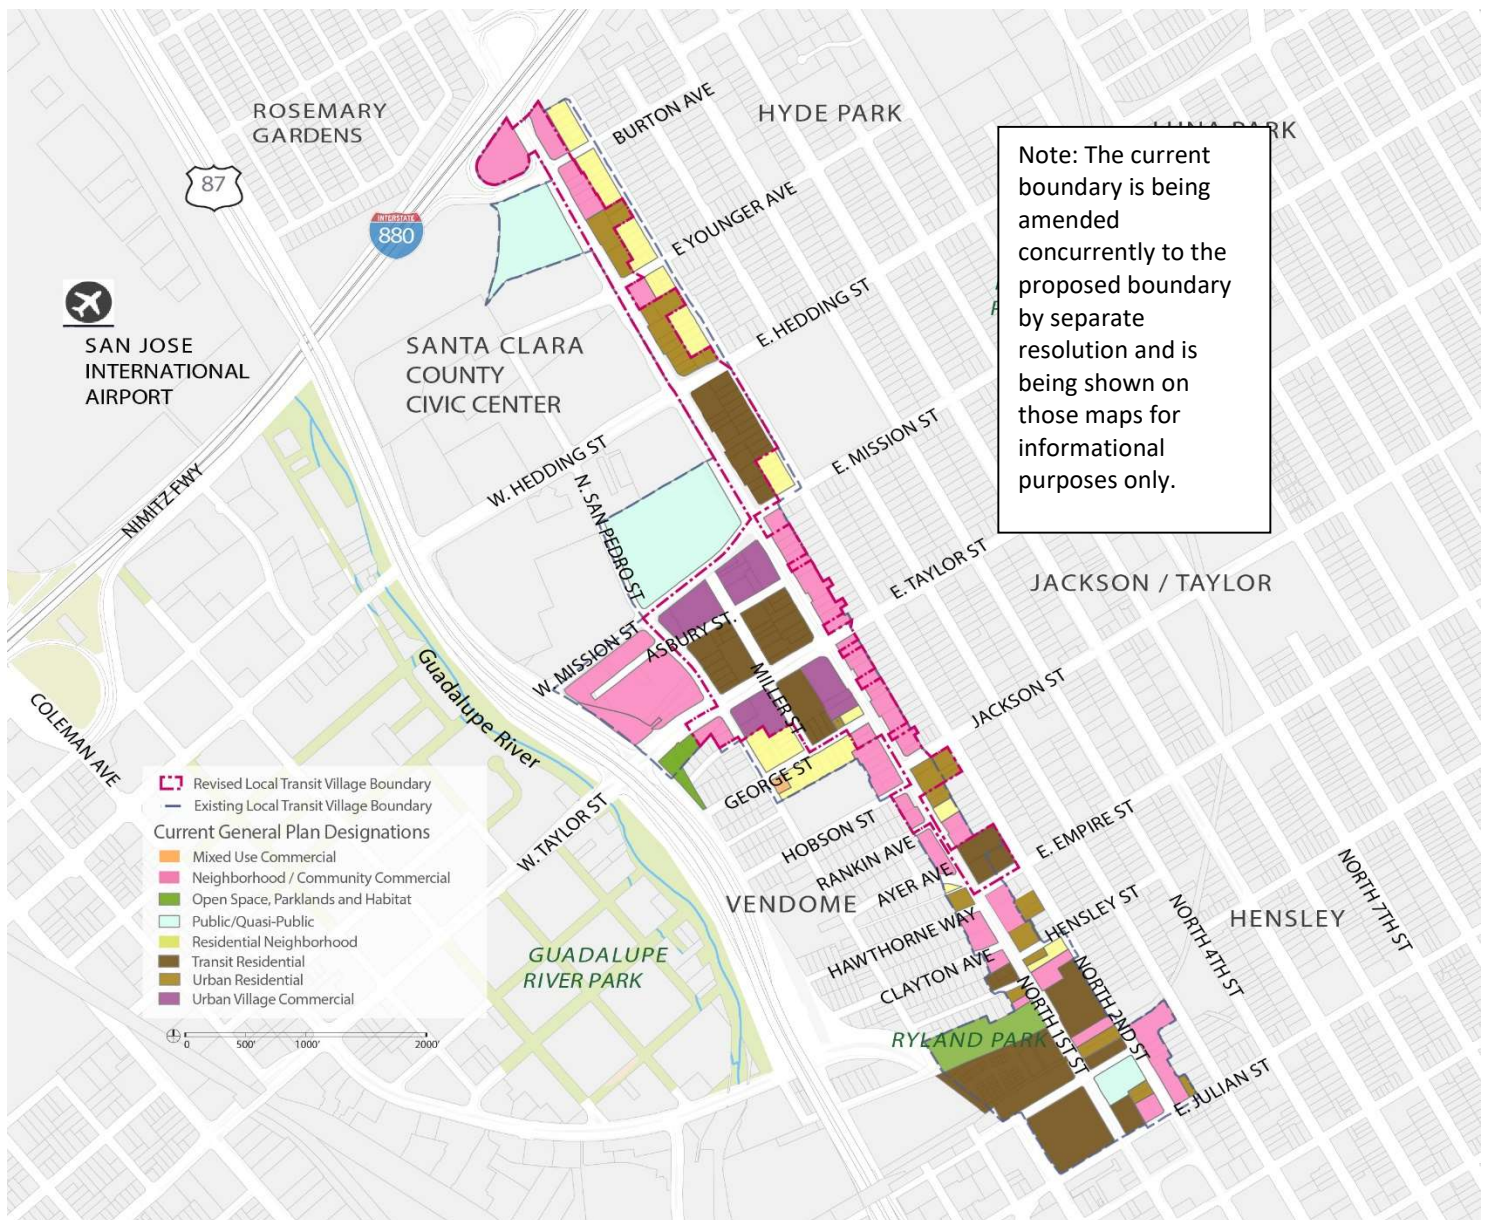 ROSEMARY
GARDENS
BURTON AVE
HYDE PARK
PARK
87
INTERSTATE
880
E YOUNGER AVE
Note: The current
boundary is being
amended
concurrently to the
proposed boundary
by separate
resolution and is
being shown on
those maps for
informational
purposes only.
SAN JOSE
INTERNATIONAL
AIRPORT
SANTA CLARA
COUNTY
CIVIC CENTER
E. HEDDING ST
W. HEDDING ST
E. MISSION ST
NIMITZ FWY
N. SAN PEDRO ST
E. TAYLOR ST
JACKSON / TAYLOR
W. MISSION ST
ASBURY ST.
MILLER ST
JACKSON ST
COLEMAN AVE
Guadalupe River
GEORGE ST
W. TAYLOR ST
HOBSON ST
RANKIN AVE
AYER AVE
E. EMPIRE ST
VENDOME
HAWTHORNE WAY
HENSLEY ST
CLAYTON AVE
NORTH 7TH ST
NORTH 4TH ST
HENSLEY
GUADALUPE
RIVER PARK
NORTH 2ND ST
NORTH 1ST ST
RYLAND PARK
E. JULIAN ST
Revised Local Transit Village Boundary
Existing Local Transit Village Boundary
Current General Plan Designations
Mixed Use Commercial
Neighborhood / Community Commercial
Open Space, Parklands and Habitat
Public/Quasi-Public
Residential Neighborhood
Transit Residential
Urban Residential
Urban Village Commercial
0 500' 1000' 2000'